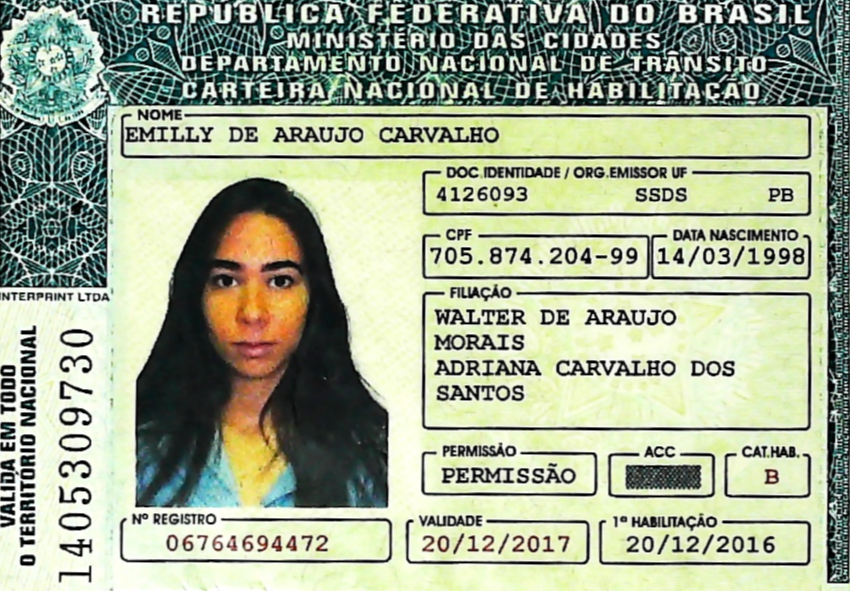 REPÚBLICA FEDERATIVA DO BRASIL
MINISTÉRIO DAS CIDADES
DEPARTAMENTO NACIONAL DE TRÂNSITO
CARTEIRA NACIONAL DE HABILITAÇÃO
NOME
EMILLY DE ARAUJO CARVALHO
DOC. IDENTIDADE / ORG. EMISSOR UF
4126093 SSDS PB
CPF DATA NASCIMENTO
705.874.204-99 14/03/1998
FILIAÇÃO
WALTER DE ARAUJO
MORAIS
ADRIANA CARVALHO DOS
SANTOS
PERMISSÃO ACC CAT.HAB.
PERMISSÃO B
Nº REGISTRO VALIDADE 1ª HABILITAÇÃO
06764694472 20/12/2017 20/12/2016
INTERPRINT LTDA
VALIDA EM TODO
O TERRITÓRIO NACIONAL
1405309730